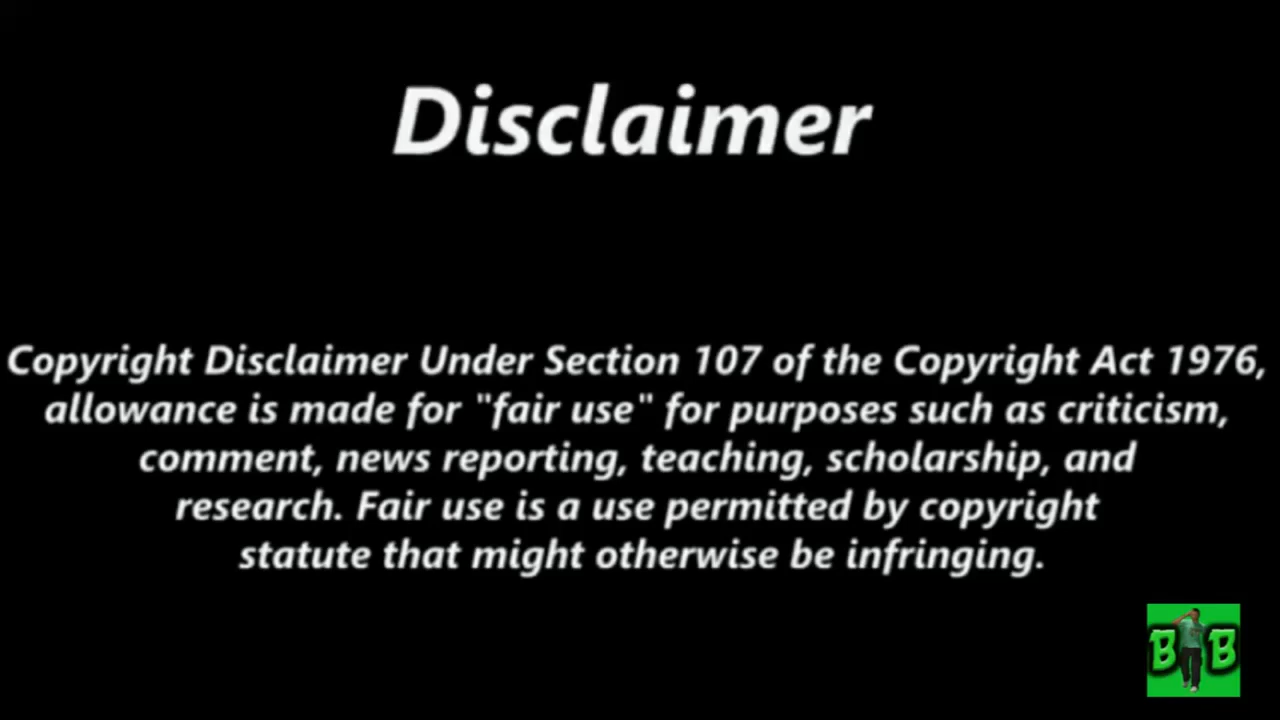 Disclaimer
Copyright Disclaimer Under Section 107 of the Copyright Act 1976,
allowance is made for "fair use" for purposes such as criticism,
comment, news reporting, teaching, scholarship, and
research. Fair use is a use permitted by copyright
statute that might otherwise be infringing.
B B